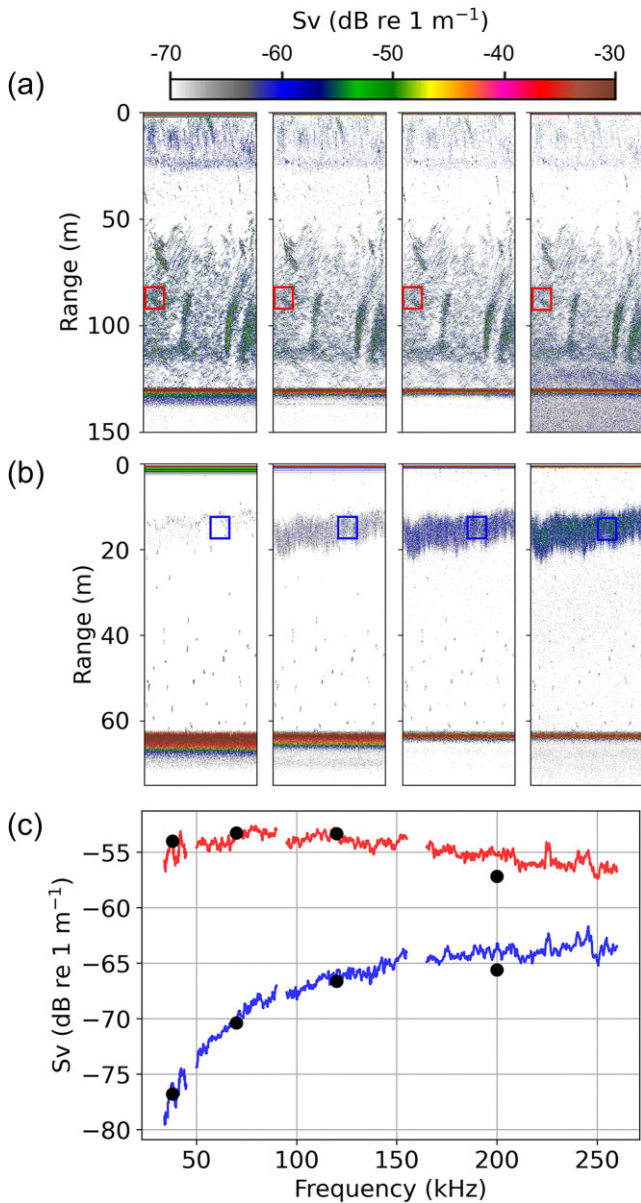 Sv (dB re 1 m⁻¹)
-70 -60 -50 -40 -30
(a)
0
50
100
150
Range (m)
(b)
0
20
40
60
Range (m)
(c)
−55
−60
−65
−70
−75
−80
Sv (dB re 1 m⁻¹)
50 100 150 200 250
Frequency (kHz)